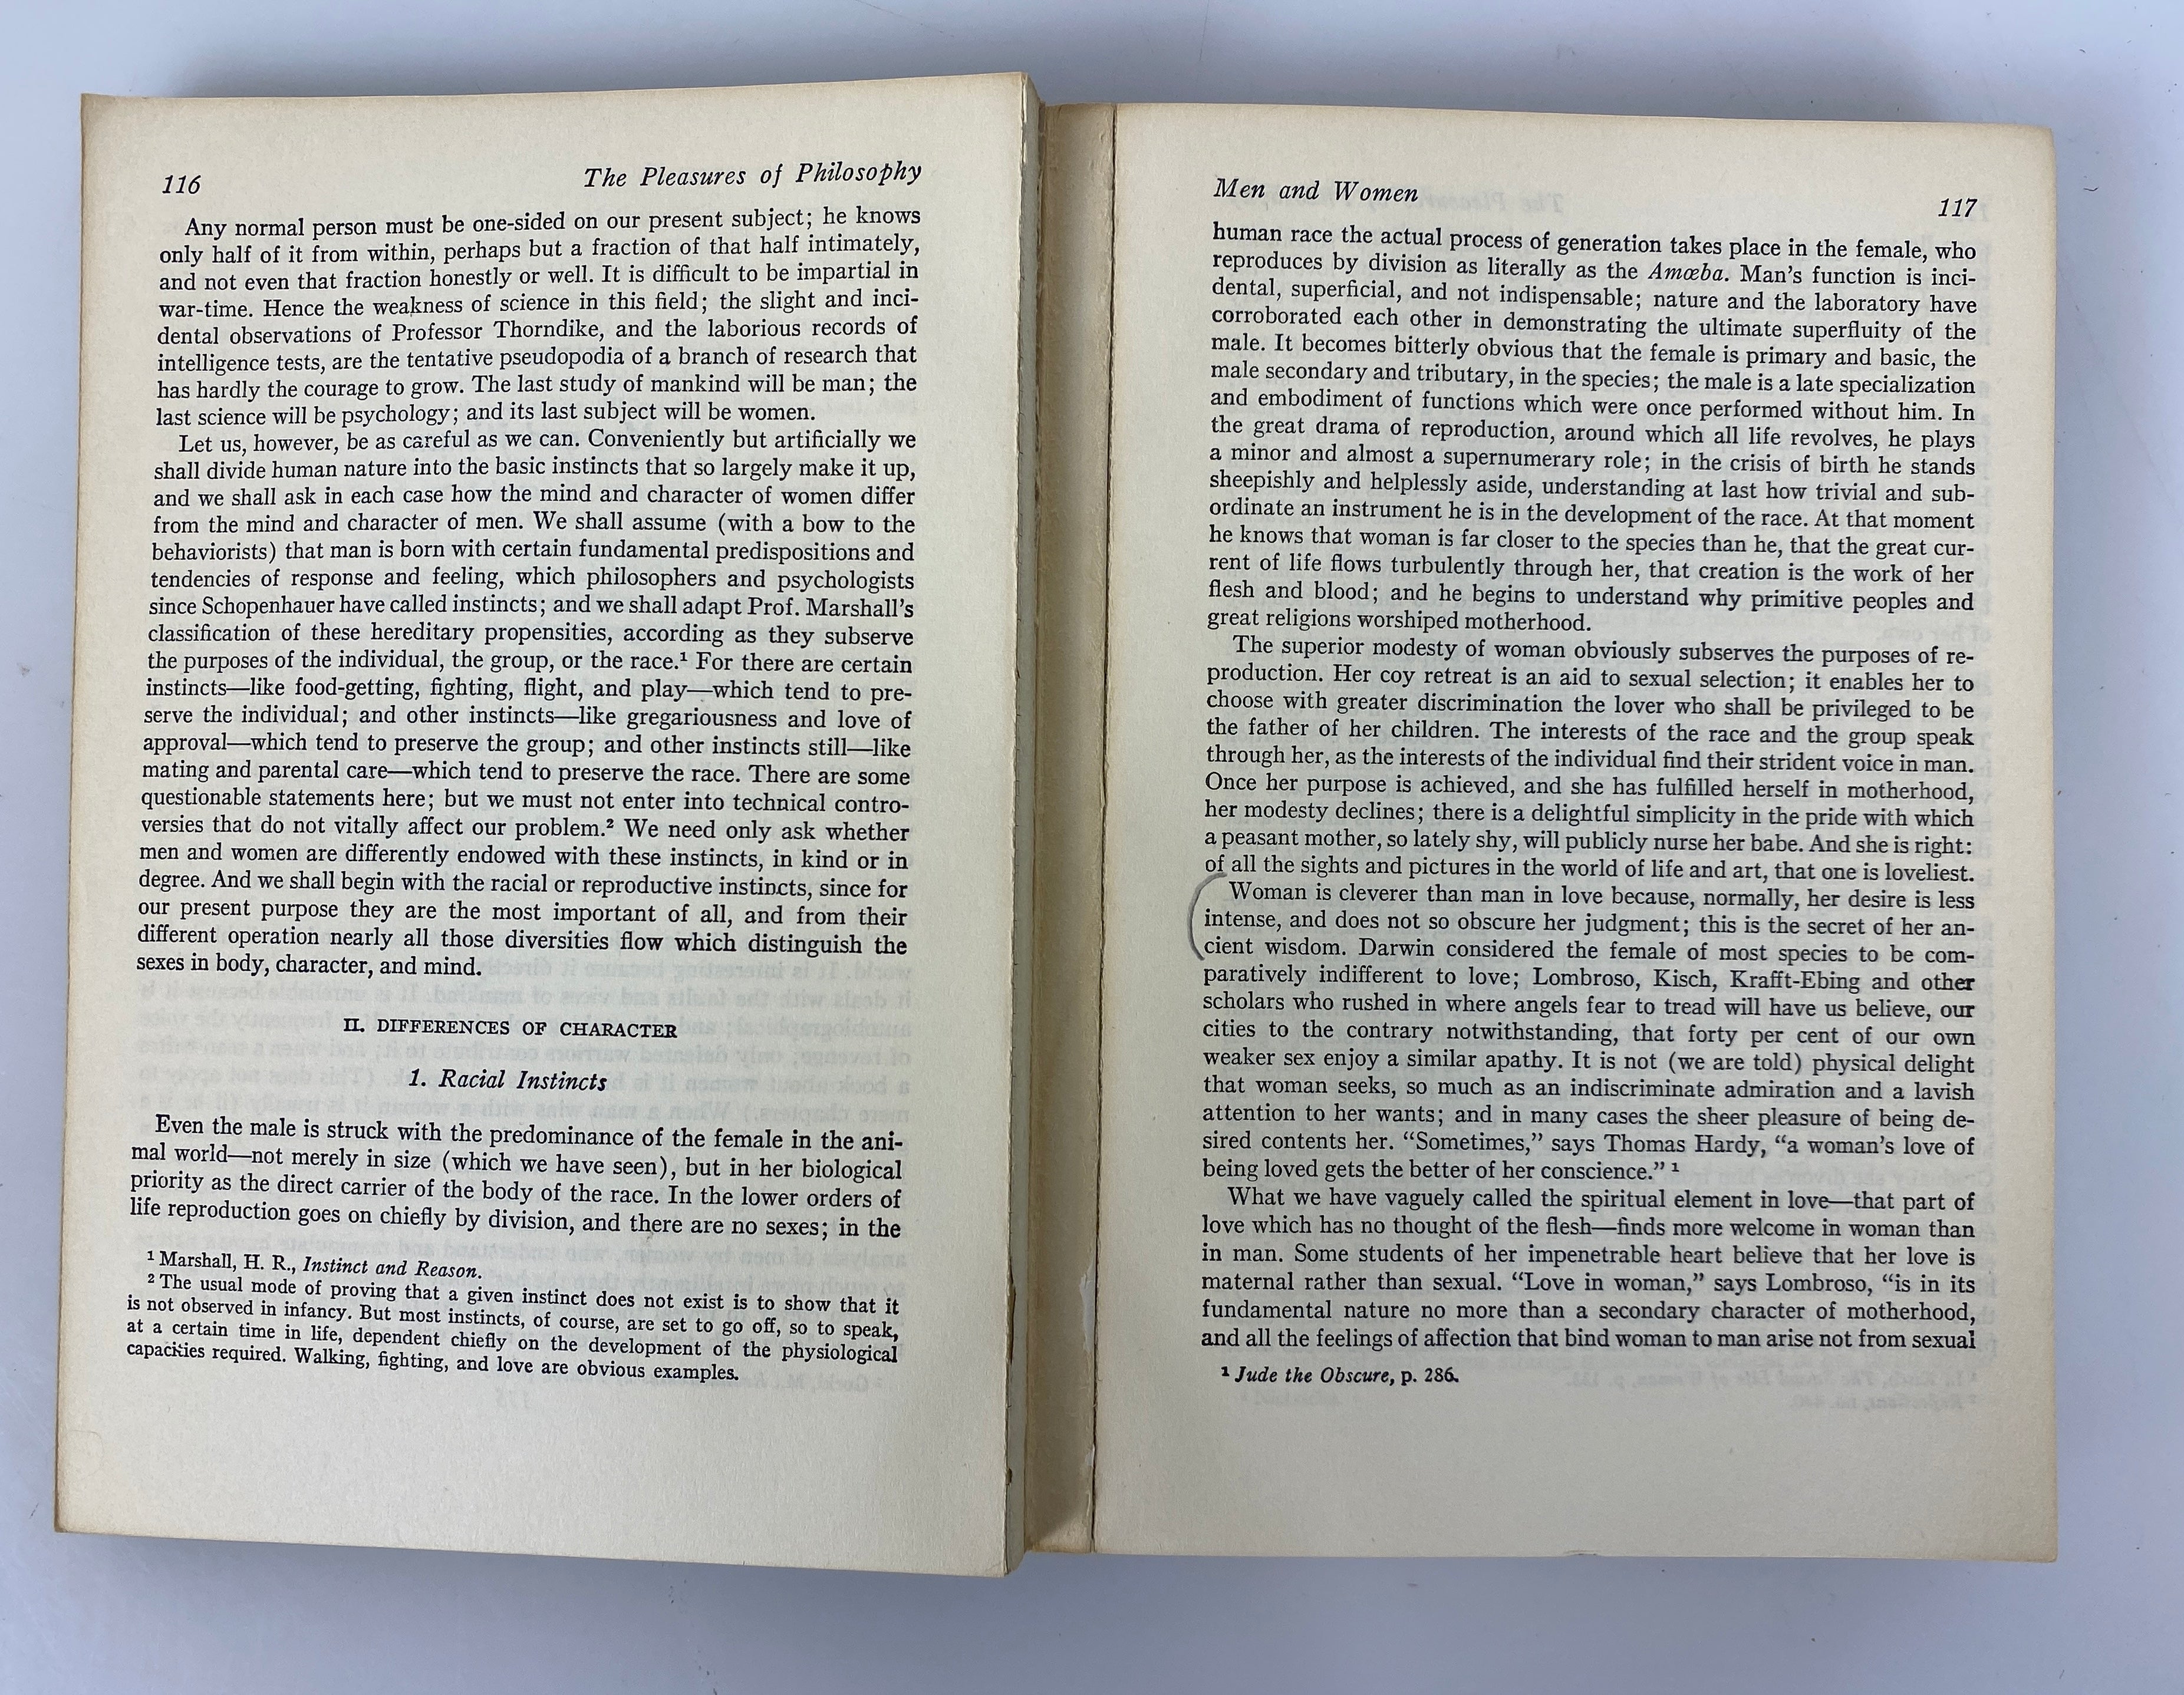 116
The Pleasures of Philosophy
Any normal person must be one-sided on our present subject; he knows
only half of it from within, perhaps but a fraction of that half intimately,
and not even that fraction honestly or well. It is difficult to be impartial in
war-time. Hence the weakness of science in this field; the slight and inci-
dental observations of Professor Thorndike, and the laborious records of
intelligence tests, are the tentative pseudopodia of a branch of research that
has hardly the courage to grow. The last study of mankind will be man; the
last science will be psychology; and its last subject will be women.
Let us, however, be as careful as we can. Conveniently but artificially we
shall divide human nature into the basic instincts that so largely make it up,
and we shall ask in each case how the mind and character of women differ
from the mind and character of men. We shall assume (with a bow to the
behaviorists) that man is born with certain fundamental predispositions and
tendencies of response and feeling, which philosophers and psychologists
since Schopenhauer have called instincts; and we shall adapt Prof. Marshall's
classification of these hereditary propensities, according as they subserve
the purposes of the individual, the group, or the race.¹ For there are certain
instincts—like food-getting, fighting, flight, and play—which tend to pre-
serve the individual; and other instincts—like gregariousness and love of
approval—which tend to preserve the group; and other instincts still—like
mating and parental care—which tend to preserve the race. There are some
questionable statements here; but we must not enter into technical contro-
versies that do not vitally affect our problem.² We need only ask whether
men and women are differently endowed with these instincts, in kind or in
degree. And we shall begin with the racial or reproductive instincts, since for
our present purpose they are the most important of all, and from their
different operation nearly all those diversities flow which distinguish the
sexes in body, character, and mind.
II. DIFFERENCES OF CHARACTER
1. Racial Instincts
Even the male is struck with the predominance of the female in the ani-
mal world—not merely in size (which we have seen), but in her biological
priority as the direct carrier of the body of the race. In the lower orders of
life reproduction goes on chiefly by division, and there are no sexes; in the
¹ Marshall, H. R., Instinct and Reason.
² The usual mode of proving that a given instinct does not exist is to show that it
is not observed in infancy. But most instincts, of course, are set to go off, so to speak,
at a certain time in life, dependent chiefly on the development of the physiological
capacities required. Walking, fighting, and love are obvious examples.
Men and Women
117
human race the actual process of generation takes place in the female, who
reproduces by division as literally as the Amœba. Man's function is inci-
dental, superficial, and not indispensable; nature and the laboratory have
corroborated each other in demonstrating the ultimate superfluity of the
male. It becomes bitterly obvious that the female is primary and basic, the
male secondary and tributary, in the species; the male is a late specialization
and embodiment of functions which were once performed without him. In
the great drama of reproduction, around which all life revolves, he plays
a minor and almost a supernumerary role; in the crisis of birth he stands
sheepishly and helplessly aside, understanding at last how trivial and sub-
ordinate an instrument he is in the development of the race. At that moment
he knows that woman is far closer to the species than he, that the great cur-
rent of life flows turbulently through her, that creation is the work of her
flesh and blood; and he begins to understand why primitive peoples and
great religions worshiped motherhood.
The superior modesty of woman obviously subserves the purposes of re-
production. Her coy retreat is an aid to sexual selection; it enables her to
choose with greater discrimination the lover who shall be privileged to be
the father of her children. The interests of the race and the group speak
through her, as the interests of the individual find their strident voice in man.
Once her purpose is achieved, and she has fulfilled herself in motherhood,
her modesty declines; there is a delightful simplicity in the pride with which
a peasant mother, so lately shy, will publicly nurse her babe. And she is right:
of all the sights and pictures in the world of life and art, that one is loveliest.
Woman is cleverer than man in love because, normally, her desire is less
intense, and does not so obscure her judgment; this is the secret of her an-
cient wisdom. Darwin considered the female of most species to be com-
paratively indifferent to love; Lombroso, Kisch, Krafft-Ebing and other
scholars who rushed in where angels fear to tread will have us believe, our
cities to the contrary notwithstanding, that forty per cent of our own
weaker sex enjoy a similar apathy. It is not (we are told) physical delight
that woman seeks, so much as an indiscriminate admiration and a lavish
attention to her wants; and in many cases the sheer pleasure of being de-
sired contents her. "Sometimes," says Thomas Hardy, "a woman's love of
being loved gets the better of her conscience." ¹
What we have vaguely called the spiritual element in love—that part of
love which has no thought of the flesh—finds more welcome in woman than
in man. Some students of her impenetrable heart believe that her love is
maternal rather than sexual. "Love in woman," says Lombroso, "is in its
fundamental nature no more than a secondary character of motherhood,
and all the feelings of affection that bind woman to man arise not from sexual
¹ Jude the Obscure, p. 286.